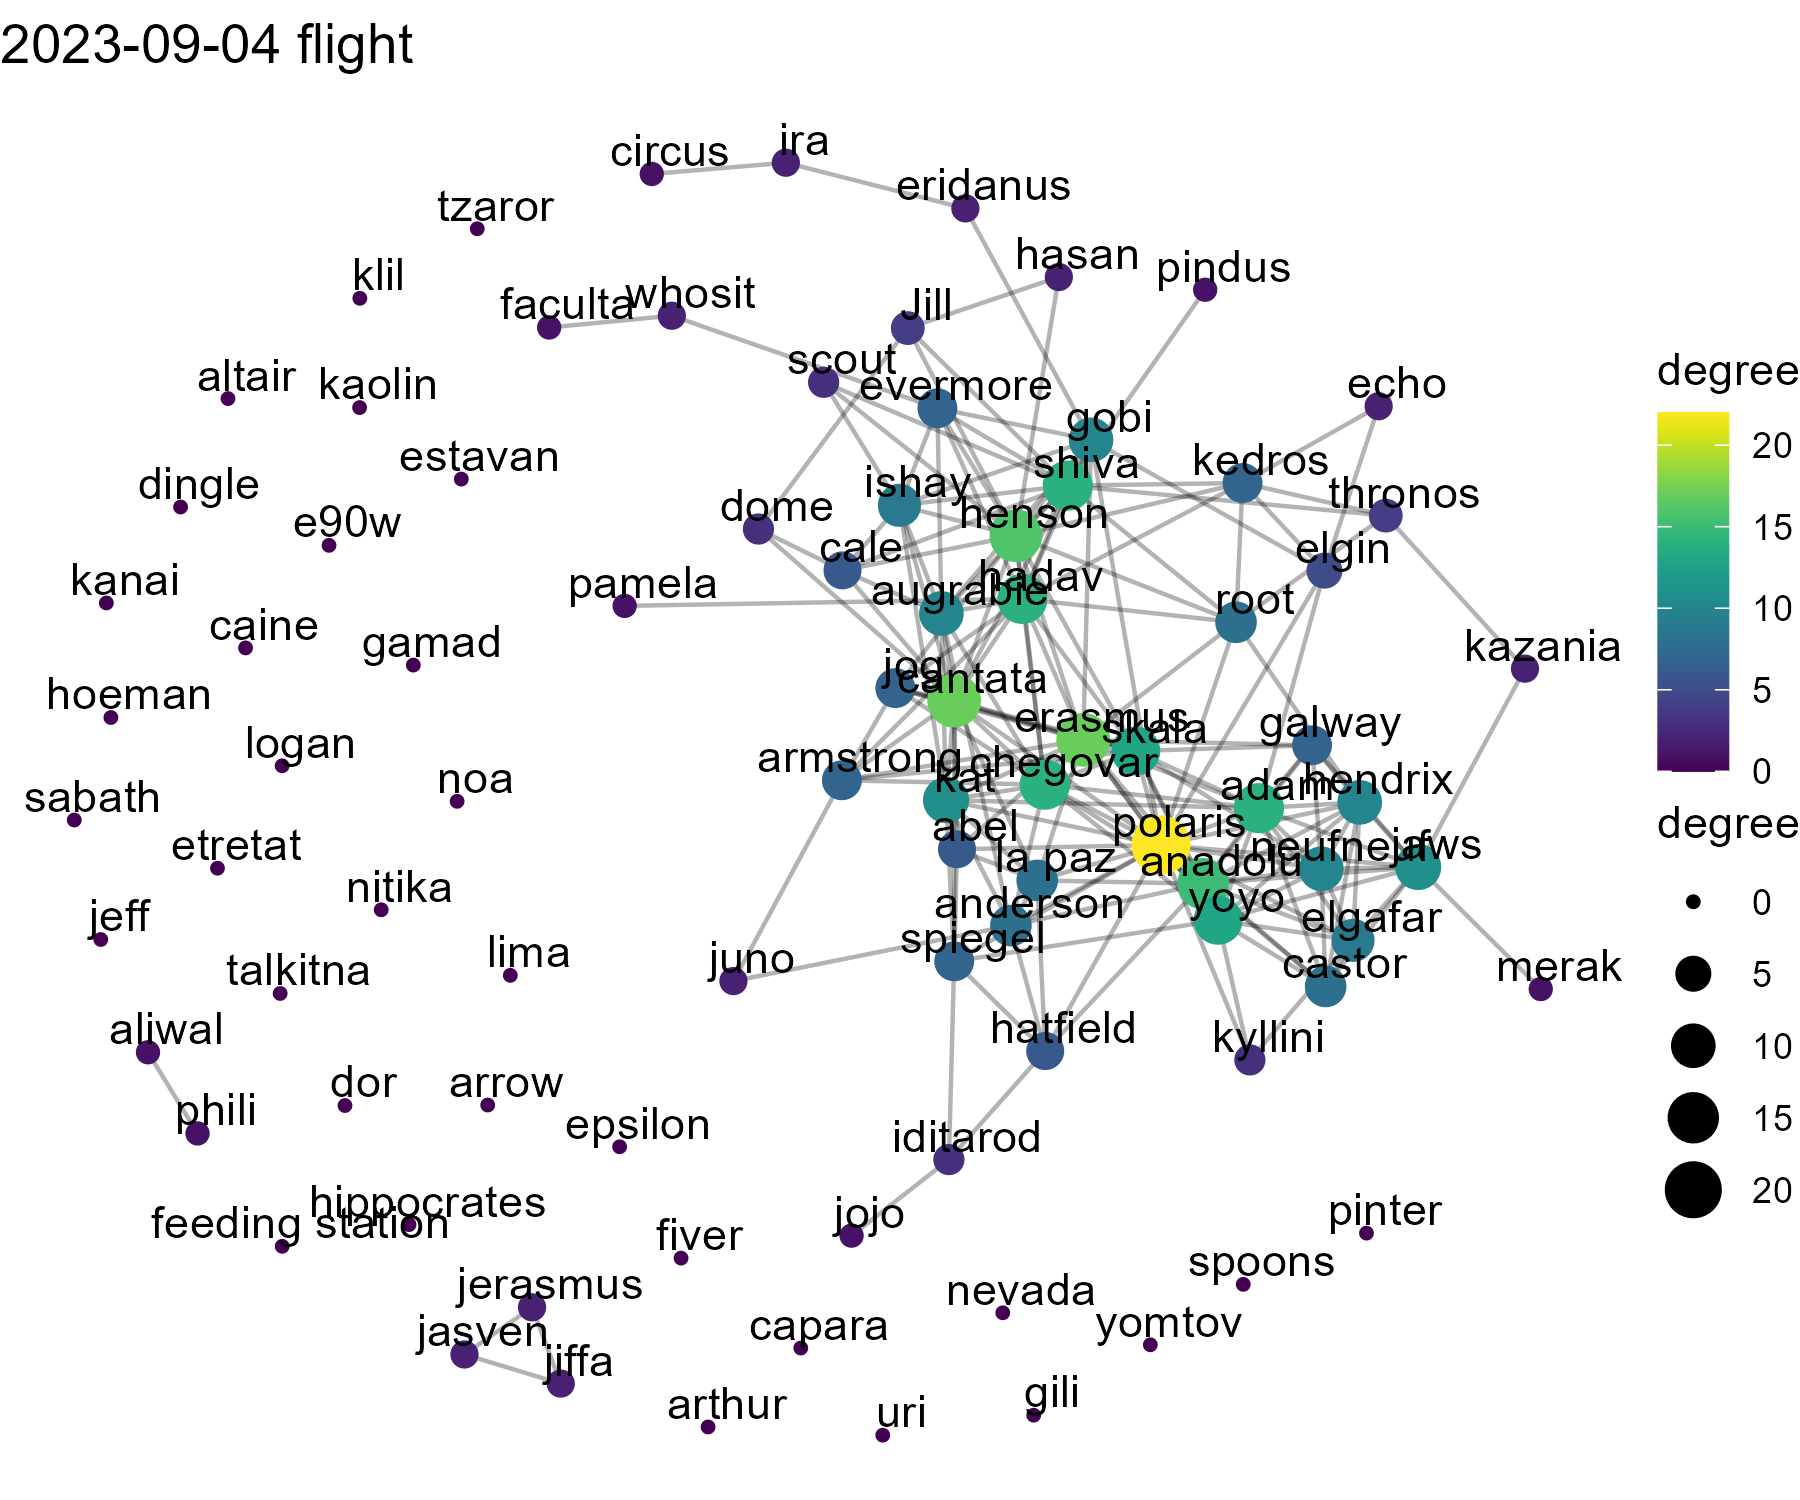 2023-09-04 flight
circus
ira
eridanus
tzaror
hasan
pindus
klil
faculta
whosit
Jill
scout
evermore
echo
altair
kaolin
gobi
estavan
shiva
kedros
dingle
ishay
thronos
e90w
dome
henson
cale
elgin
kanai
pamela
augrabie
hadav
root
caine
gamad
jog
cantata
kazania
hoeman
erasmus
skala
galway
logan
armstrong
chegovar
noa
kat
adam
hendrix
sabath
abel
polaris
etretat
la paz
anadolu
neufneuf
jaws
nitika
anderson
yoyo
jeff
spiegel
elgafar
lima
juno
castor
merak
talkitna
aliwal
hatfield
kyllini
dor
arrow
phili
epsilon
iditarod
hippocrates
feeding station
fiver
jojo
pinter
jerasmus
spoons
nevada
jasven
capara
yomtov
jiffa
arthur
uri
gili
degree
20
15
10
5
0
degree
0
5
10
15
20